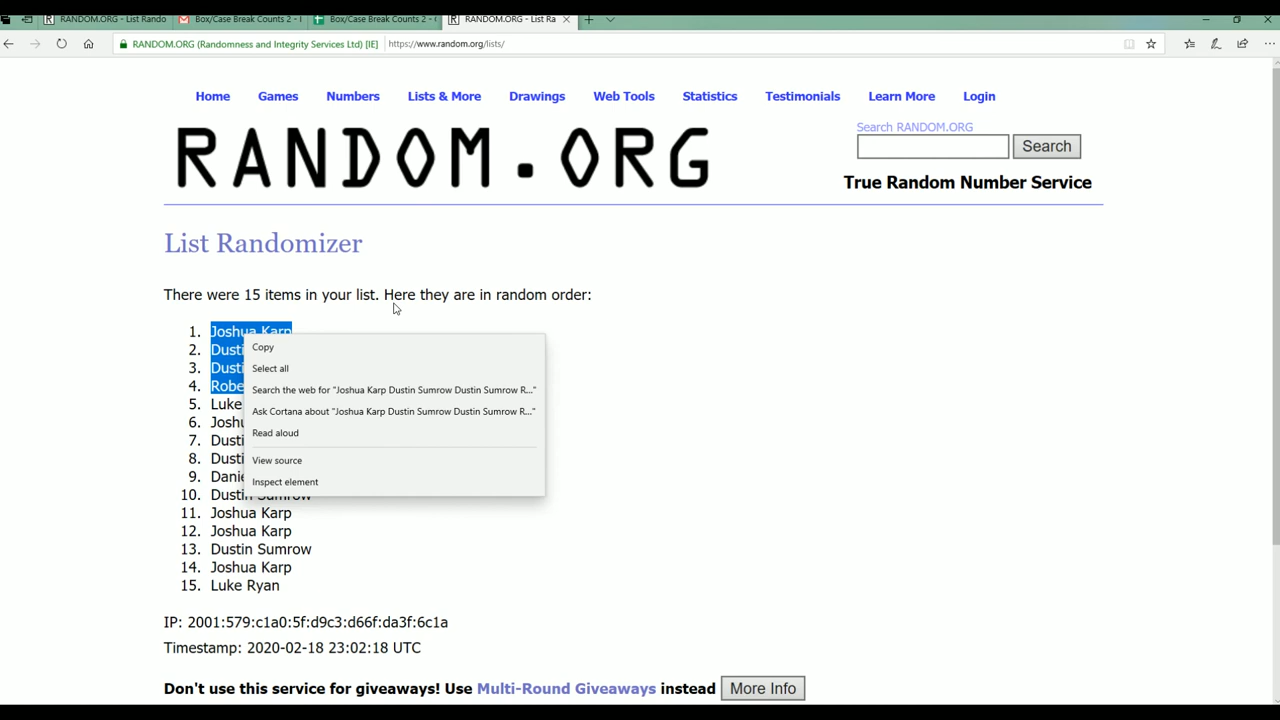 RANDOM.ORG - List Rando
Box/Case Break Counts 2 - I
Box/Case Break Counts 2 - (
RANDOM.ORG - List Ra
RANDOM.ORG (Randomness and Integrity Services Ltd) [IE] https://www.random.org/lists/
Home Games Numbers Lists & More Drawings Web Tools Statistics Testimonials Learn More Login
RANDOM.ORG
Search RANDOM.ORG
Search
True Random Number Service
List Randomizer
There were 15 items in your list. Here they are in random order:
1. Joshua Karp
2. Dusti
3. Dusti
4. Robe
5. Luke
6. Joshu
7. Dusti
8. Dusti
9. Danie
10. Dustin Sumrow
11. Joshua Karp
12. Joshua Karp
13. Dustin Sumrow
14. Joshua Karp
15. Luke Ryan
Copy
Select all
Search the web for "Joshua Karp Dustin Sumrow Dustin Sumrow R..."
Ask Cortana about "Joshua Karp Dustin Sumrow Dustin Sumrow R..."
Read aloud
View source
Inspect element
IP: 2001:579:c1a0:5f:d9c3:d66f:da3f:6c1a
Timestamp: 2020-02-18 23:02:18 UTC
Don't use this service for giveaways! Use Multi-Round Giveaways instead More Info